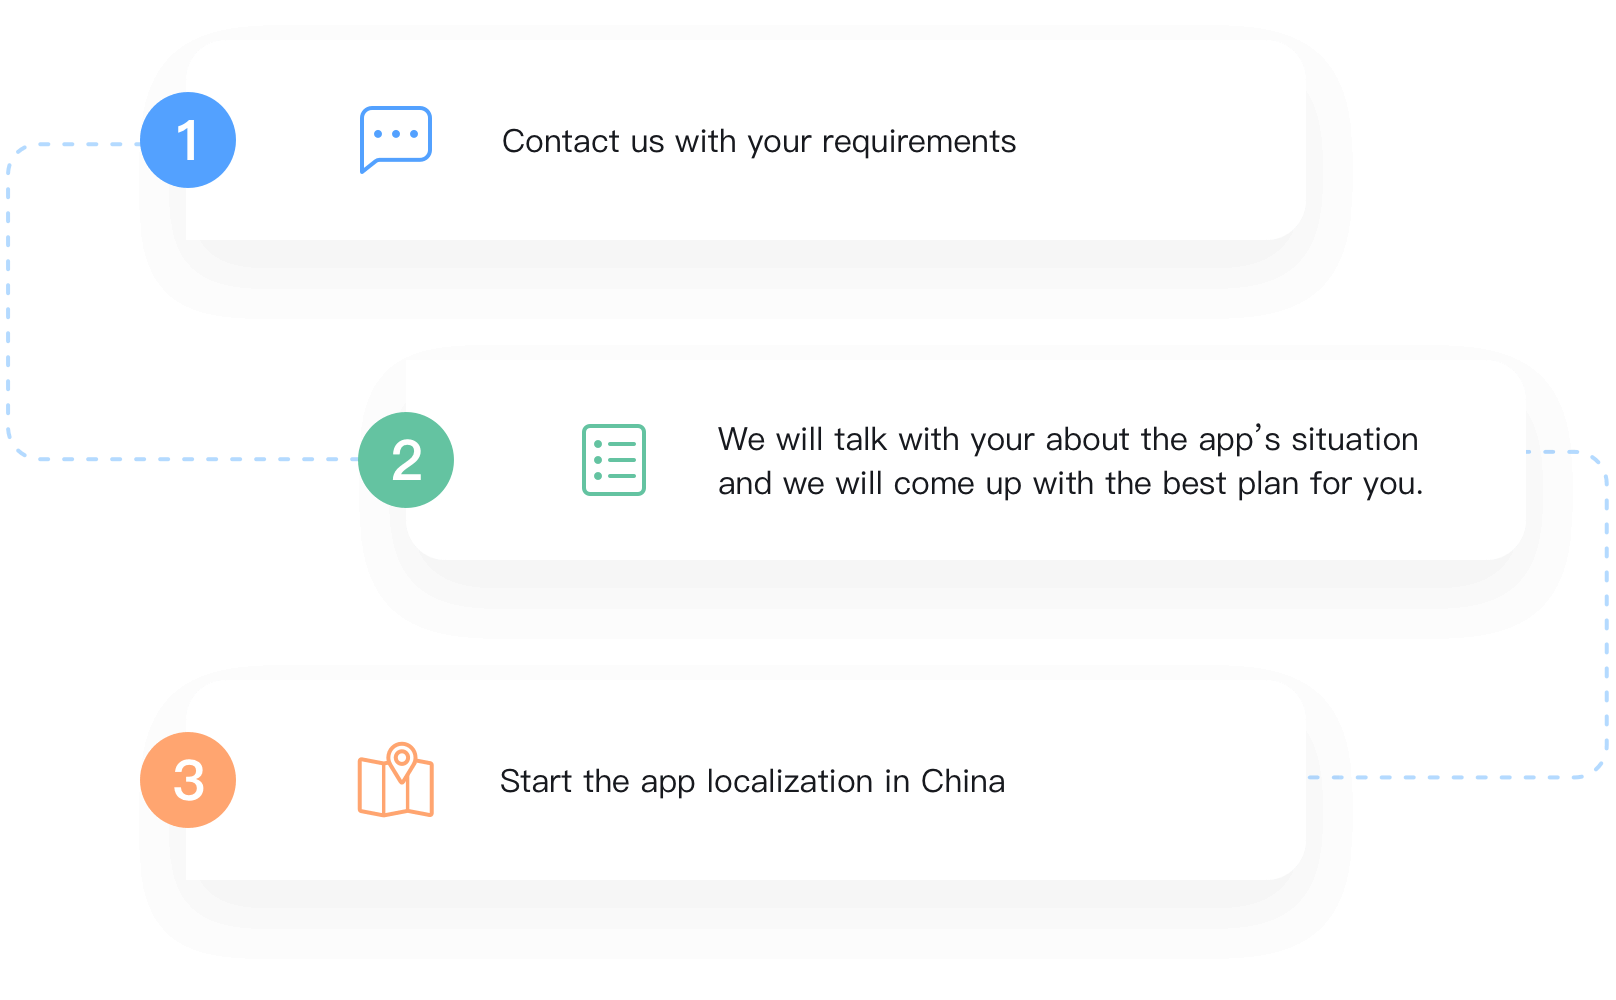 1
Contact us with your requirements
2
We will talk with your about the app’s situation
and we will come up with the best plan for you.
3
Start the app localization in China